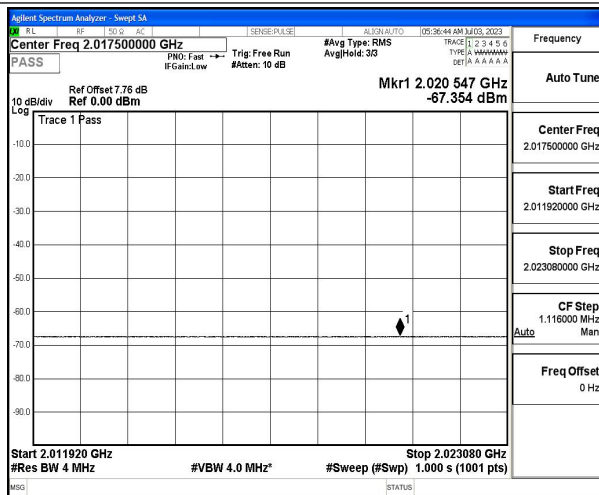 Agilent Spectrum Analyzer - Swept SA
RL RF 50 Ω AC SENSE:PULSE ALIGN AUTO 05:36:44 AM Jul 03, 2023
Center Freq 2.017500000 GHz #Avg Type: RMS TRACE 1 2 3 4 5 6
PNO: Fast Trig: Free Run Avg|Hold: 3/3 TYPE A WWWWW
PASS IFGain:Low #Atten: 10 dB DET A A A A A A
Mkr1 2.020 547 GHz
Ref Offset 7.76 dB
10 dB/div Ref 0.00 dBm -67.354 dBm
Log
Trace 1 Pass
-10.0
-20.0
-30.0
-40.0
-50.0
-60.0
1
-70.0
-80.0
-90.0
Start 2.011920 GHz Stop 2.023080 GHz
#Res BW 4 MHz #VBW 4.0 MHz* #Sweep (#Swp) 1.000 s (1001 pts)
MSG STATUS
Frequency
Auto Tune
Center Freq
2.017500000 GHz
Start Freq
2.011920000 GHz
Stop Freq
2.023080000 GHz
CF Step
1.116000 MHz
Auto Man
Freq Offset
0 Hz